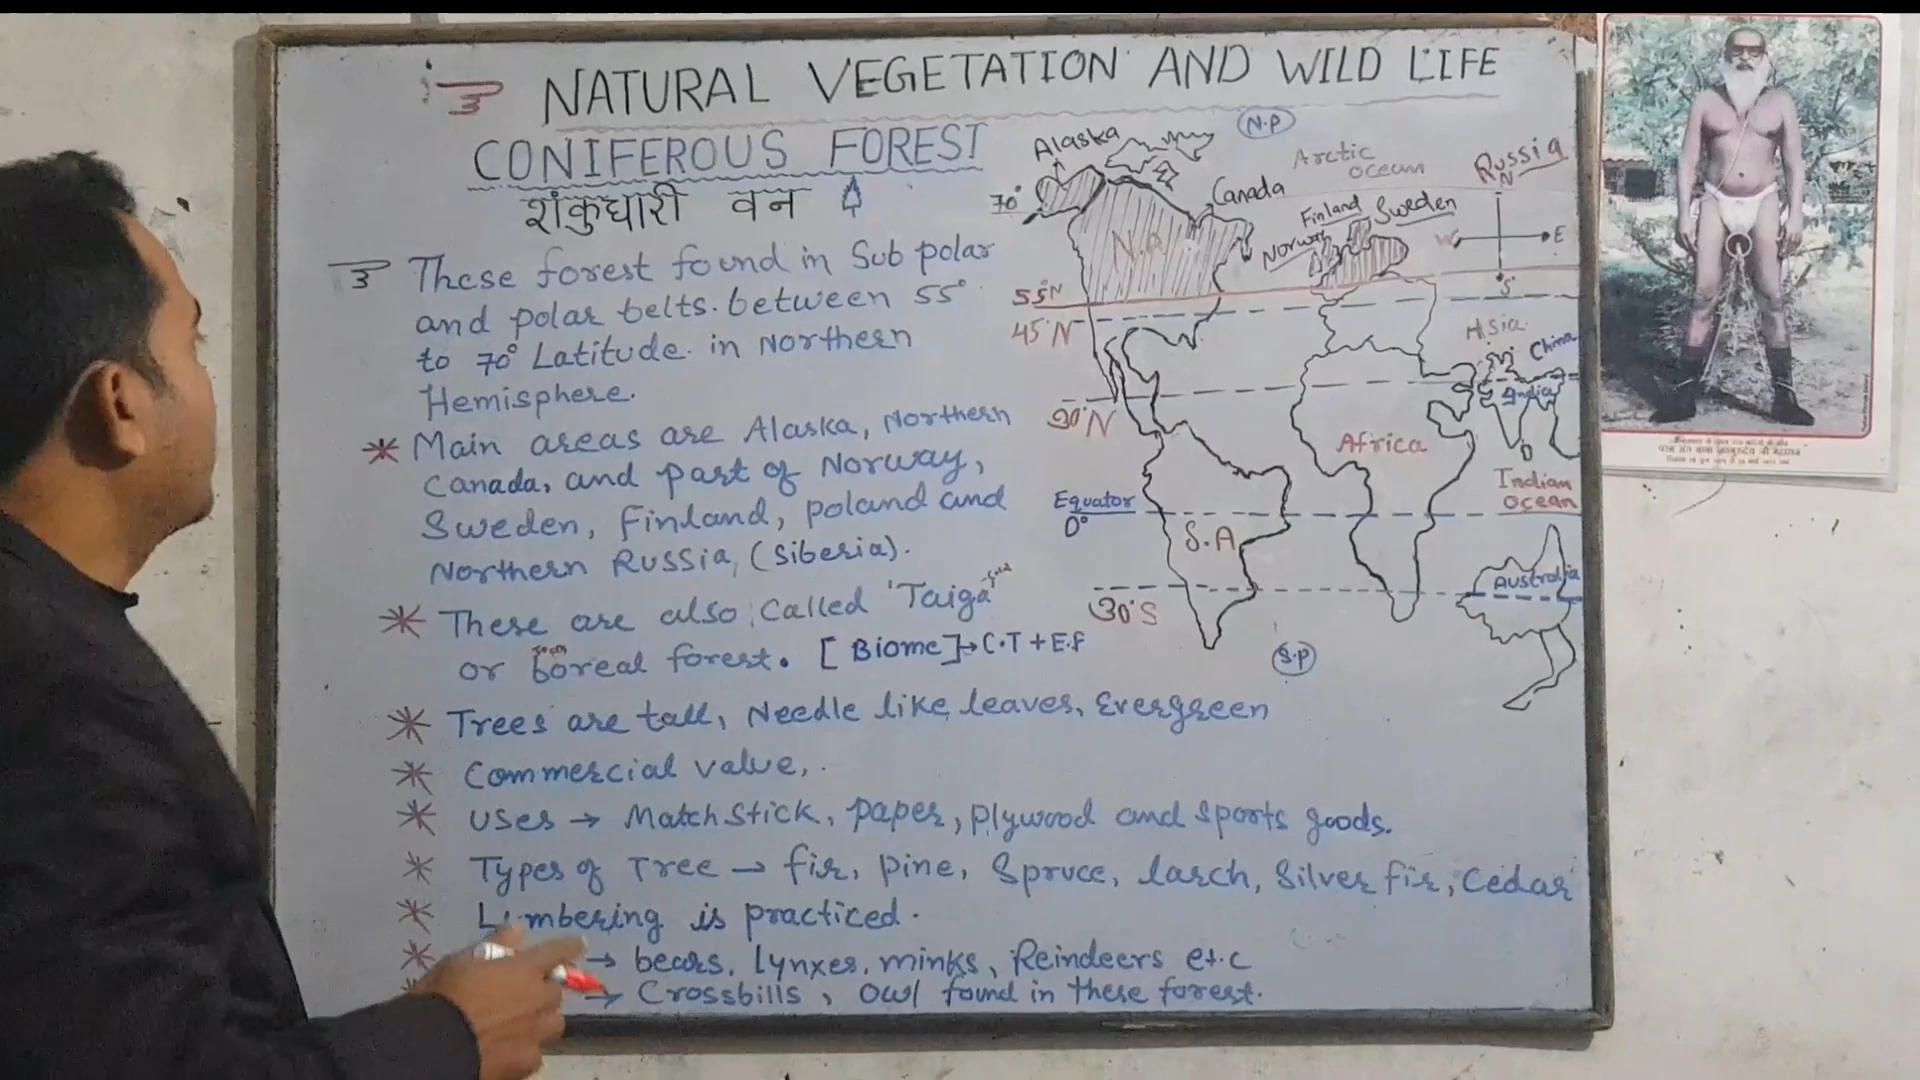 NATURAL VEGETATION AND WILD LIFE
CONIFEROUS FOREST
शंकुधारी वन
These forest found in Sub polar
and polar belts. between 55°
to 70° Latitude in Northern
Hemisphere.
Main areas are Alaska, Northern
Canada, and part of Norway,
Sweden, Finland, poland and
Northern Russia, (Siberia).
These are also called 'Taiga'
or boreal forest. [Biome]→C.T + E.F
Trees are tall, Needle like leaves, Evergreen
Commercial value,.
Uses → Match stick, paper, plywood and sports goods.
Types of Tree → fir, pine, Spruce, larch, Silver fir, Cedar
Lumbering is practiced.
→ bears, Lynxes, minks, Reindeers etc
→ Crossbills, owl found in these forest.
Alaska
N.P
Arctic
ocean
Russia
70°
Canada
Finland
Sweden
Norway
N
W
E
S
N.A
55°N
45°N
Asia
China
India
30°N
Africa
Indian
Ocean
Equator
0°
S.A
Australia
30°S
S.P